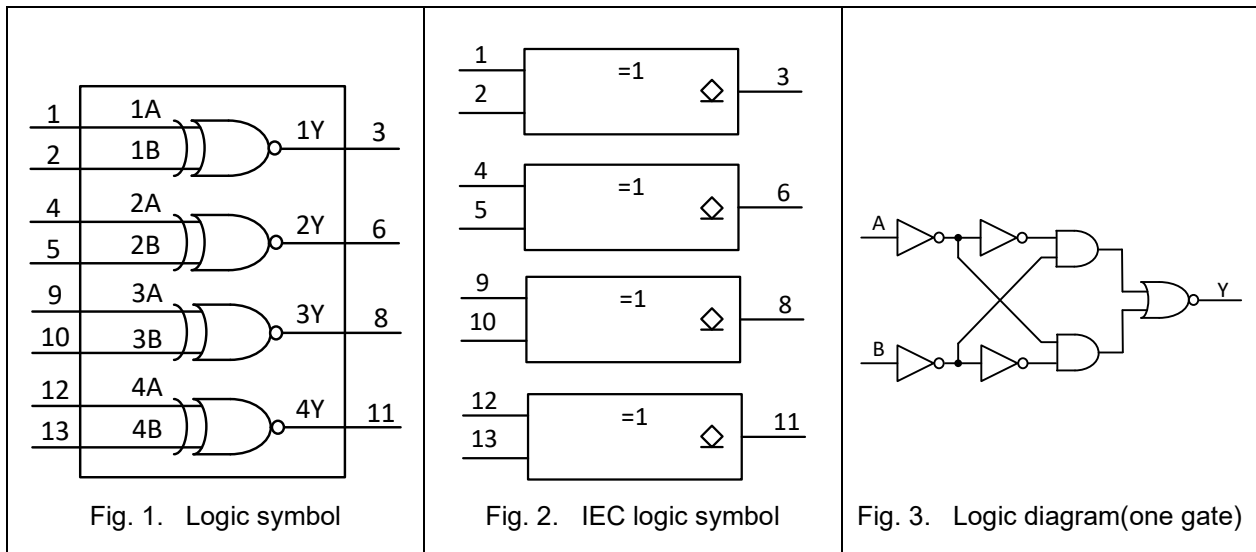 1 1A 1Y 3
2 1B
4 2A 2Y 6
5 2B
9 3A 3Y 8
10 3B
12 4A 4Y 11
13 4B
Fig. 1. Logic symbol
1 =1 3
2
4 =1 6
5
9 =1 8
10
12 =1 11
13
Fig. 2. IEC logic symbol
A
Y
B
Fig. 3. Logic diagram(one gate)